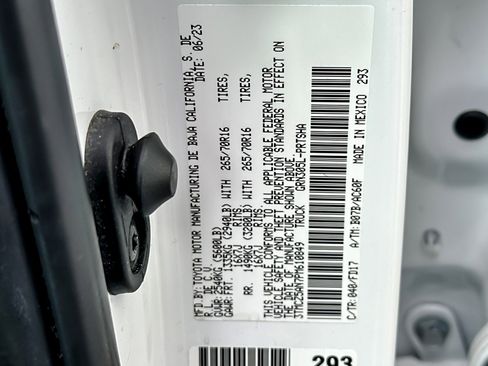 MFD.BY: TOYOTA MOTOR MANUFACTURING DE BAJA CALIFORNIA, S. DE
R.L. DE C.V. DATE: 06/23
GVWR: 2540KG(5600LB)
GAWR: FRT. 1335KG(2940LB) WITH 265/70R16 TIRES,
16X7J RIMS
RR. 1490KG(3280LB) WITH 265/70R16 TIRES,
16X7J RIMS
THIS VEHICLE CONFORMS TO ALL APPLICABLE FEDERAL MOTOR
VEHICLE SAFETY AND THEFT PREVENTION STANDARDS IN EFFECT ON
THE DATE OF MANUFACTURE SHOWN ABOVE.
3TMCZ5ANYPM610049 TRUCK GRN305L-PRTSHA
C/TR: 040/FD17 A/TM: B07B/AC60F MADE IN MEXICO 293
293